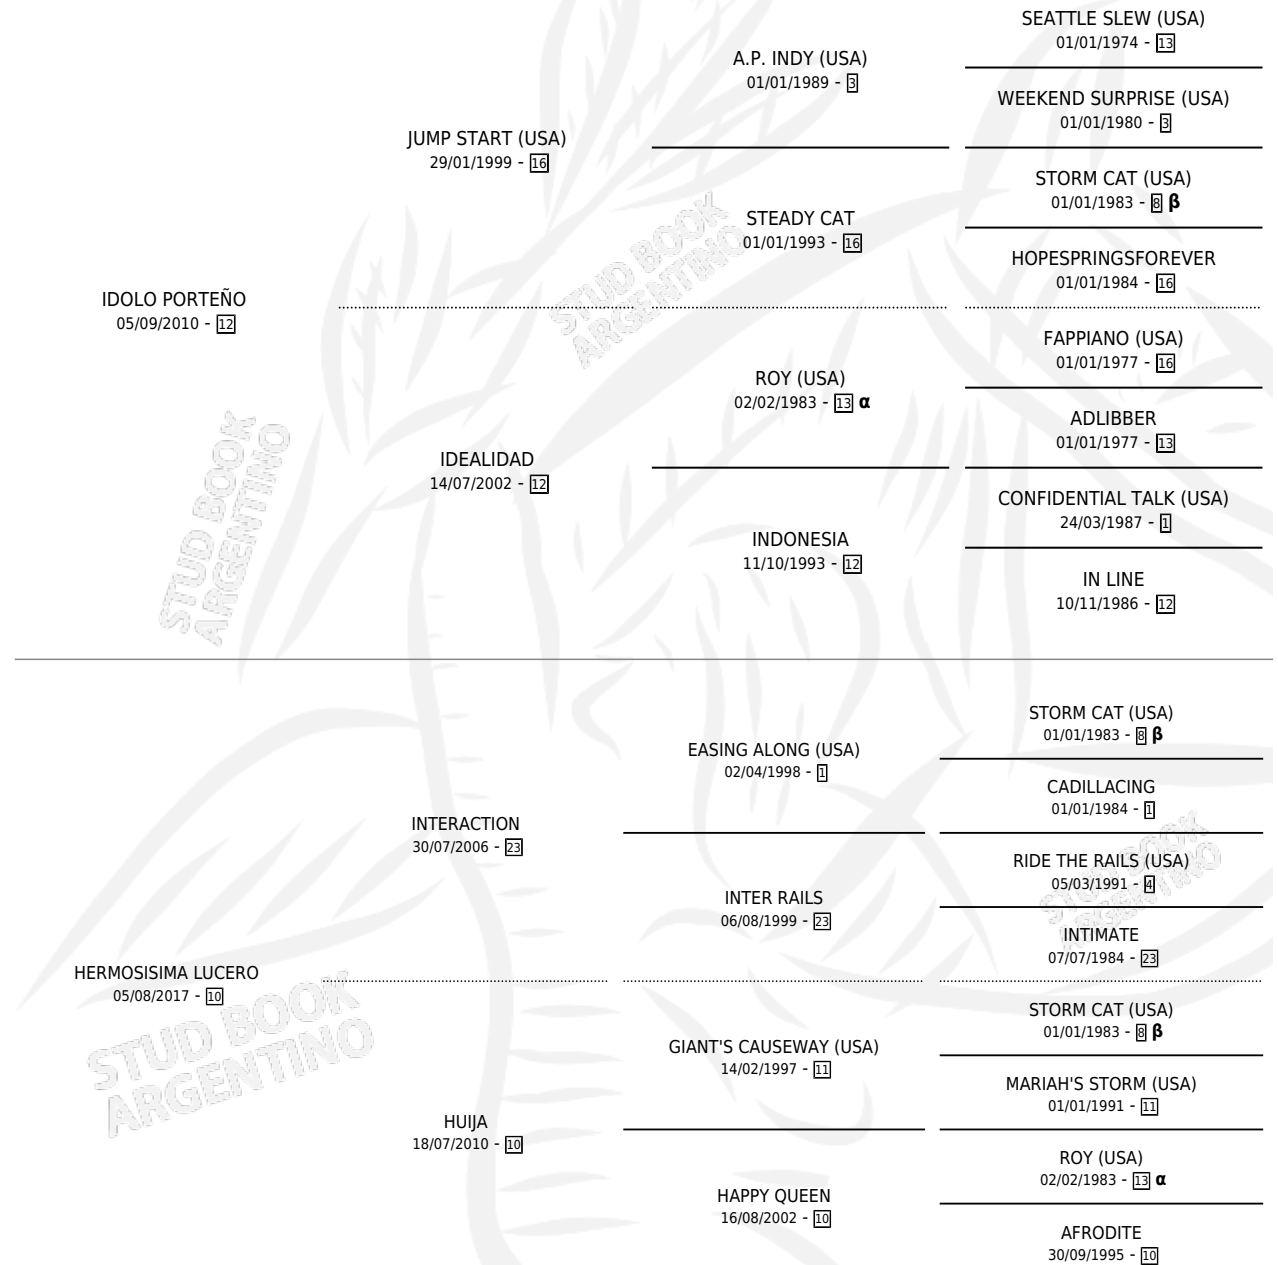 SEATTLE SLEW (USA)
01/01/1974 - 13
A.P. INDY (USA)
01/01/1989 - 3
WEEKEND SURPRISE (USA)
01/01/1980 - 3
JUMP START (USA)
29/01/1999 - 16
STORM CAT (USA)
01/01/1983 - 8 β
STEADY CAT
01/01/1993 - 16
HOPESPRINGSFOREVER
01/01/1984 - 16
STUD BOOK
ARGENTINO
IDOLO PORTEÑO
05/09/2010 - 12
FAPPIANO (USA)
01/01/1977 - 16
ROY (USA)
02/02/1983 - 13 α
ADLIBBER
01/01/1977 - 13
IDEALIDAD
14/07/2002 - 12
CONFIDENTIAL TALK (USA)
24/03/1987 - 1
INDONESIA
11/10/1993 - 12
IN LINE
10/11/1986 - 12
STUD BOOK
ARGENTINO
STORM CAT (USA)
01/01/1983 - 8 β
EASING ALONG (USA)
02/04/1998 - 1
CADILLACING
01/01/1984 - 1
INTERACTION
30/07/2006 - 23
RIDE THE RAILS (USA)
05/03/1991 - 4
INTER RAILS
06/08/1999 - 23
INTIMATE
07/07/1984 - 23
STUD BOOK
ARGENTINO
HERMOSISIMA LUCERO
05/08/2017 - 10
STORM CAT (USA)
01/01/1983 - 8 β
GIANT'S CAUSEWAY (USA)
14/02/1997 - 11
MARIAH'S STORM (USA)
01/01/1991 - 11
HUIJA
18/07/2010 - 10
ROY (USA)
02/02/1983 - 13 α
HAPPY QUEEN
16/08/2002 - 10
AFRODITE
30/09/1995 - 10
STUD BOOK
ARGENTINO